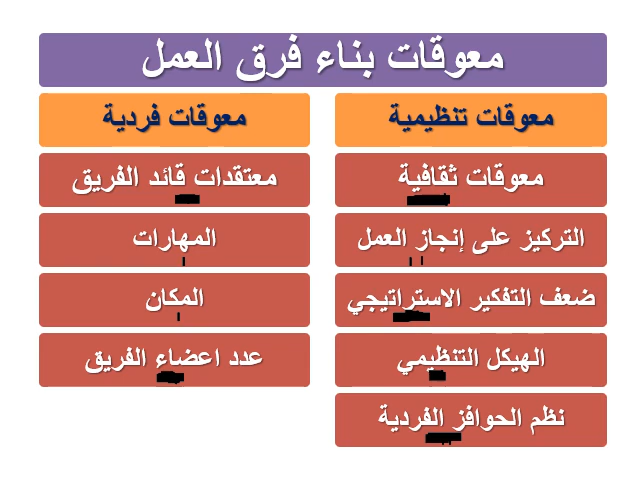 معوقات بناء فرق العمل
معوقات تنظيمية
معوقات ثقافية
التركيز على إنجاز العمل
ضعف التفكير الاستراتيجي
الهيكل التنظيمي
نظم الحوافز الفردية
معوقات فردية
معتقدات قائد الفريق
المهارات
المكان
عدد اعضاء الفريق